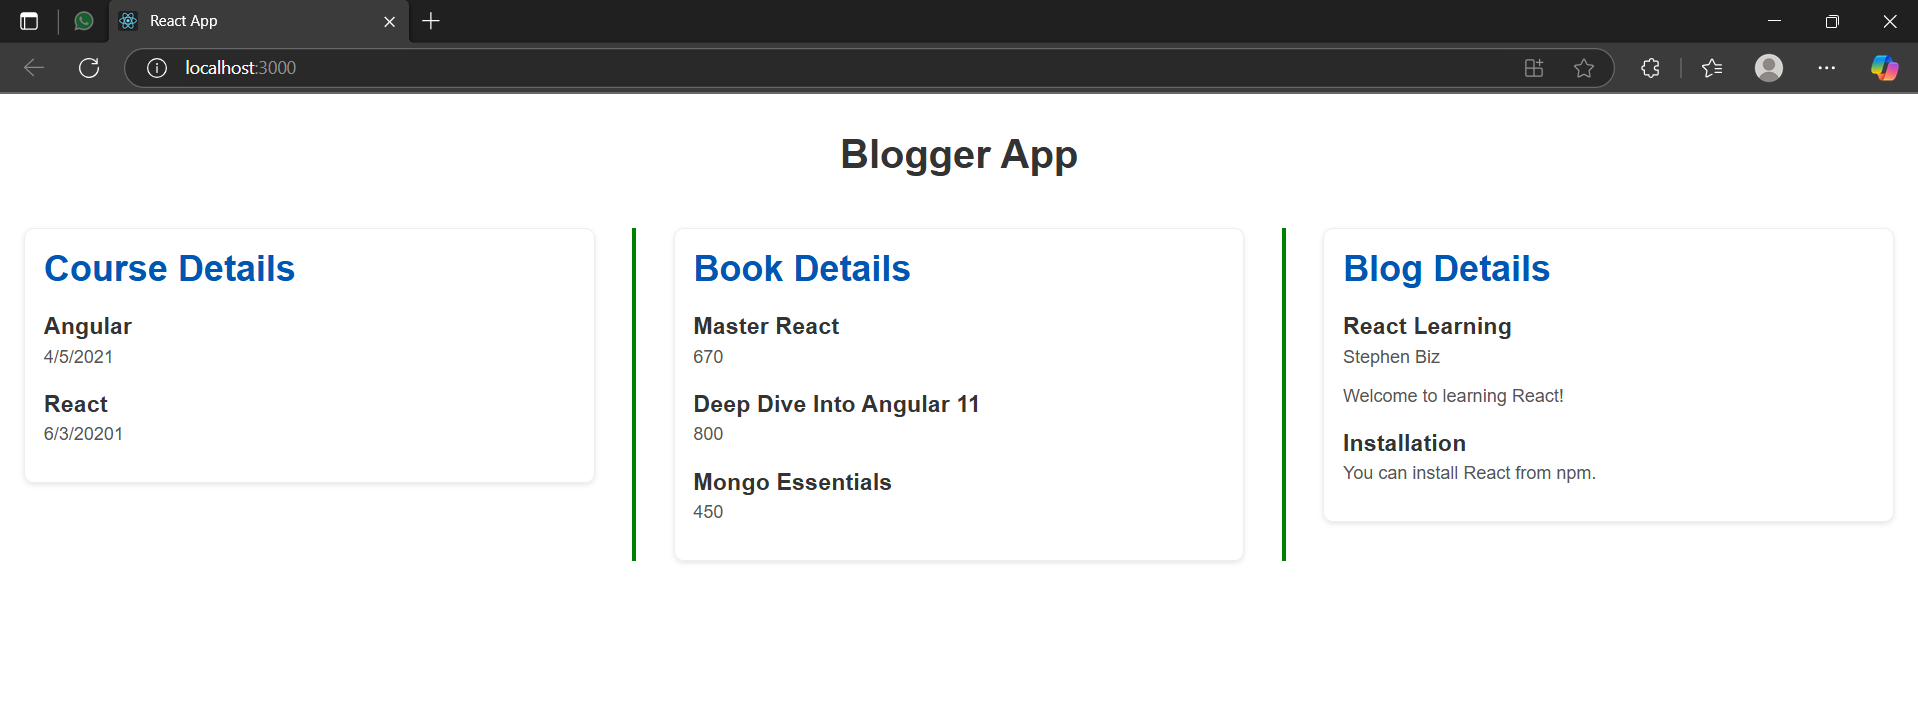 React App
localhost:3000
Blogger App
Course Details
Angular
4/5/2021
React
6/3/20201
Book Details
Master React
670
Deep Dive Into Angular 11
800
Mongo Essentials
450
Blog Details
React Learning
Stephen Biz
Welcome to learning React!
Installation
You can install React from npm.